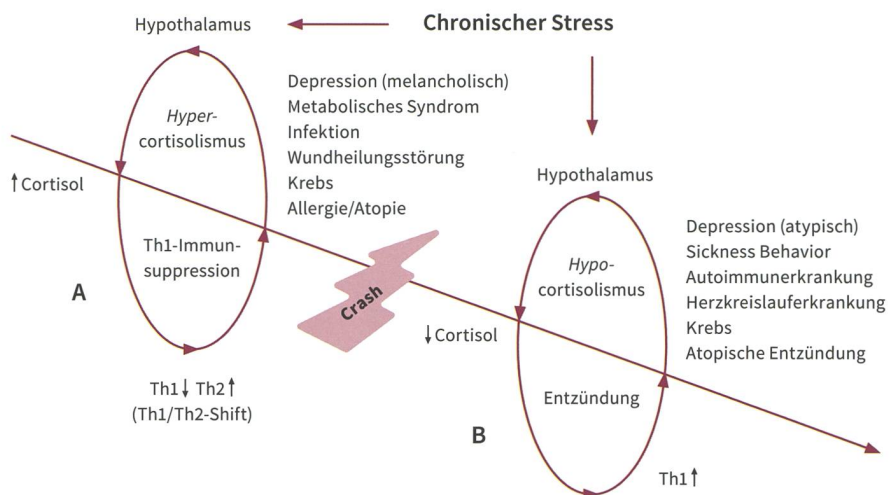 Chronischer Stress
Hypothalamus
Hyper-
cortisolismus
Depression (melancholisch)
Metabolisches Syndrom
Infektion
Wundheilungsstörung
Krebs
Allergie/Atopie
↑ Cortisol
Th1-Immun-
suppression
A
Th1↓ Th2↑
(Th1/Th2-Shift)
Crash
Hypothalamus
Hypo-
cortisolismus
Depression (atypisch)
Sickness Behavior
Autoimmunerkrankung
Herzkreislauferkrankung
Krebs
Atopische Entzündung
↓ Cortisol
Entzündung
B
Th1↑